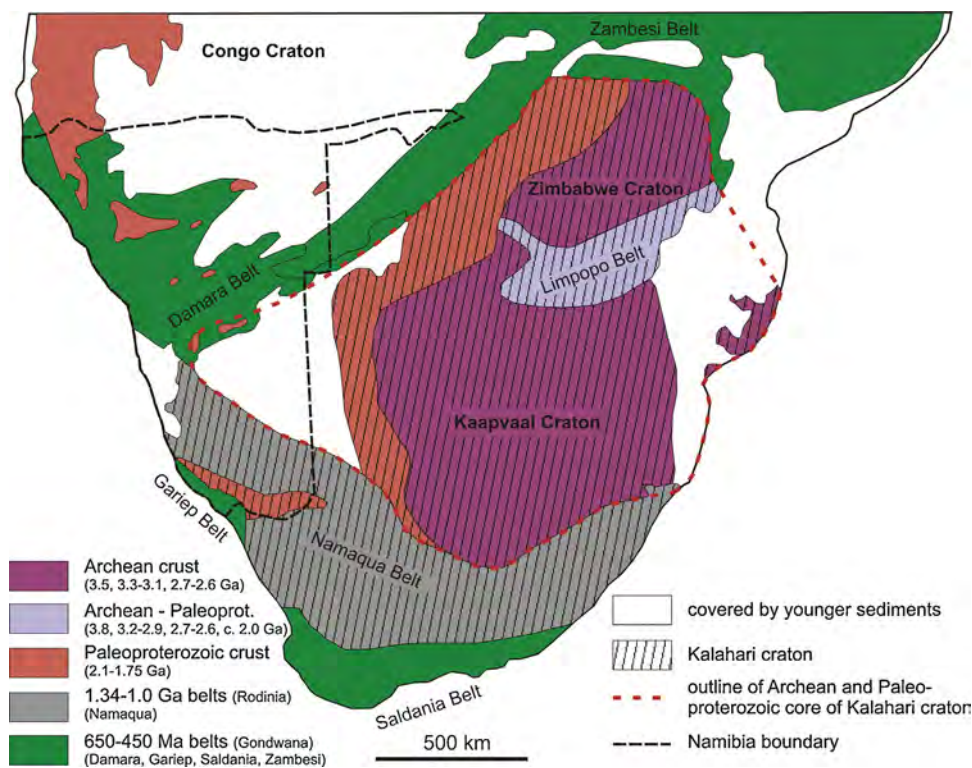 Congo Craton
Zambesi Belt
Zimbabwe Craton
Limpopo Belt
Damara Belt
Kaapvaal Craton
Gariep Belt
Namaqua Belt
Saldania Belt
Archean crust
(3.5, 3.3-3.1, 2.7-2.6 Ga)
Archean - Paleoprot.
(3.8, 3.2-2.9, 2.7-2.6, c. 2.0 Ga)
Paleoproterozoic crust
(2.1-1.75 Ga)
1.34-1.0 Ga belts (Rodinia)
(Namaqua)
650-450 Ma belts (Gondwana)
(Damara, Gariep, Saldania, Zambesi)
500 km
covered by younger sediments
Kalahari craton
outline of Archean and Paleo-
proterozoic core of Kalahari craton
Namibia boundary